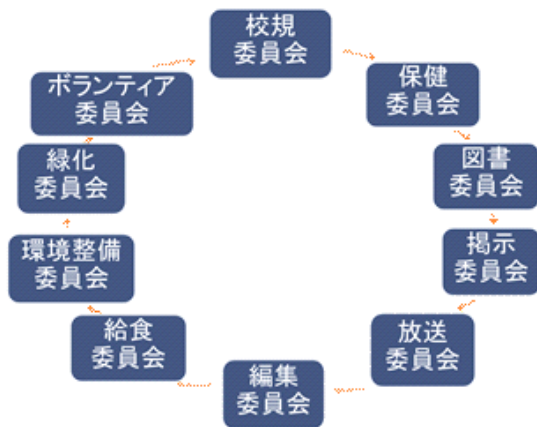 校規
委員会
保健
委員会
図書
委員会
掲示
委員会
放送
委員会
編集
委員会
給食
委員会
環境整備
委員会
緑化
委員会
ボランティア
委員会